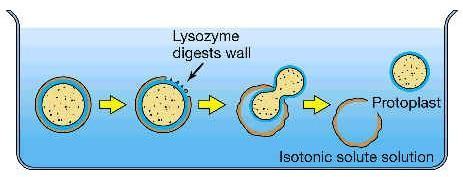 Lysozyme
digests wall
Protoplast
Isotonic solute solution